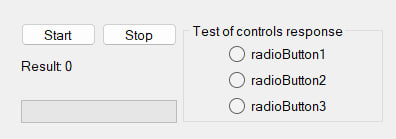 Start
Stop
Result: 0
Test of controls response
radioButton1
radioButton2
radioButton3